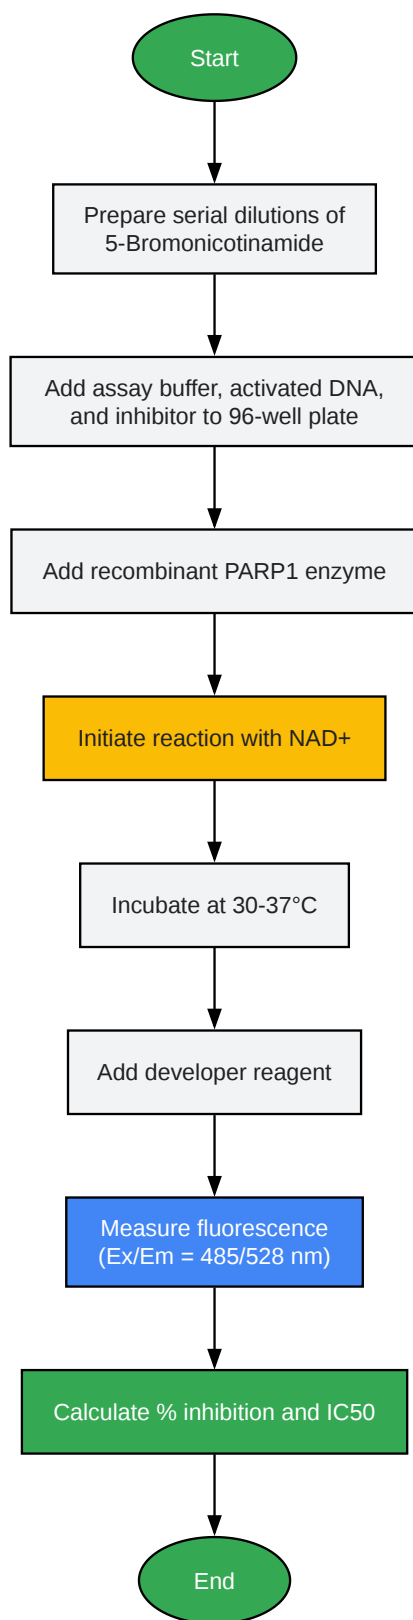 Start
Prepare serial dilutions of
5-Bromonicotinamide
Add assay buffer, activated DNA,
and inhibitor to 96-well plate
Add recombinant PARP1 enzyme
Initiate reaction with NAD+
Incubate at 30-37°C
Add developer reagent
Measure fluorescence
(Ex/Em = 485/528 nm)
Calculate % inhibition and IC50
End